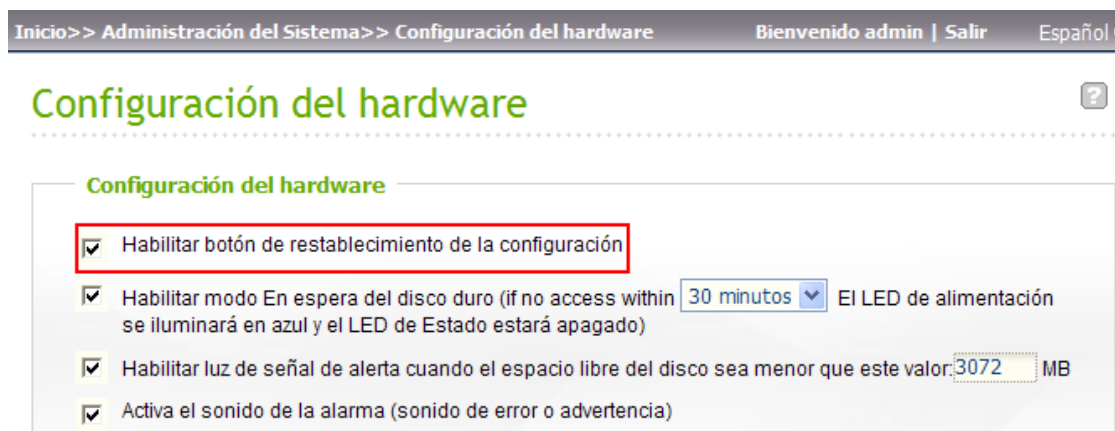 Inicio>> Administración del Sistema>> Configuración del hardware Bienvenido admin | Salir Español
Configuración del hardware ?
Configuración del hardware
Habilitar botón de restablecimiento de la configuración
Habilitar modo En espera del disco duro (if no access within 30 minutos El LED de alimentación
se iluminará en azul y el LED de Estado estará apagado)
Habilitar luz de señal de alerta cuando el espacio libre del disco sea menor que este valor:3072 MB
Activa el sonido de la alarma (sonido de error o advertencia)